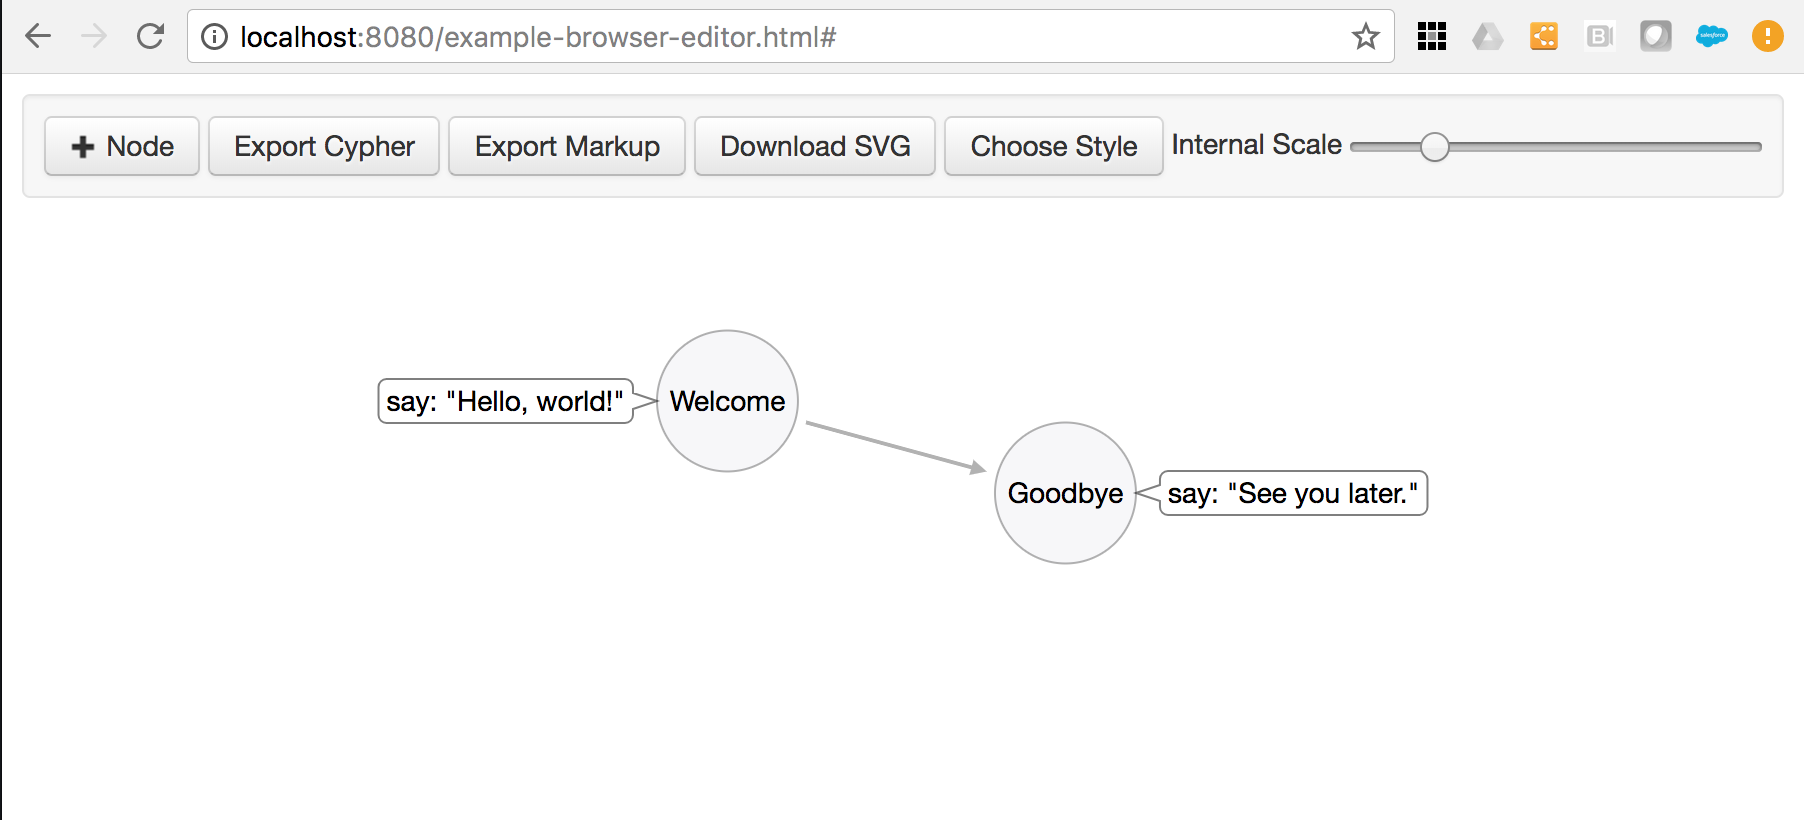 localhost:8080/example-browser-editor.html#
B
salesforce
Node
Export Cypher
Export Markup
Download SVG
Choose Style
Internal Scale
say: "Hello, world!"
Welcome
Goodbye
say: "See you later."